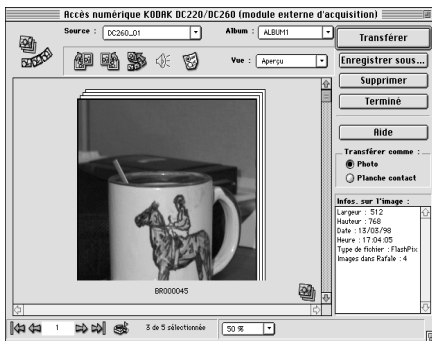 Accès numérique KODAK DC220/DC260 (module externe d'acquisition)
Source : DC260_01
Album : ALBUM1
Transférer
Vue : Aperçu
Enregistrer sous...
Supprimer
Terminé
Aide
Transférer comme :
Photo
Planche contact
Infos. sur l'image :
Largeur : 512
Hauteur : 768
Date : 13/03/98
Heure : 17:04:05
Type de fichier : FlashPix
Images dans Rafale : 4
BR000045
1
3 de 5 sélectionnée
50 %